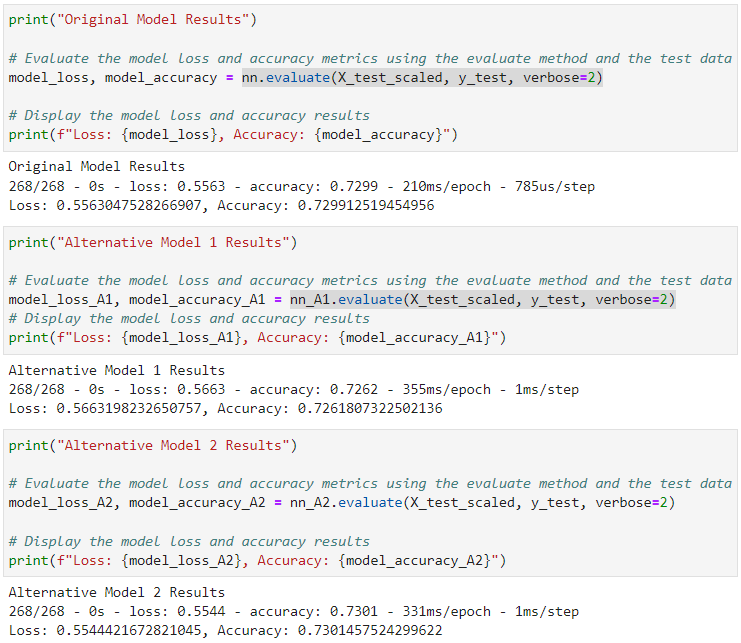 print("Original Model Results")
# Evaluate the model loss and accuracy metrics using the evaluate method and the test data
model_loss, model_accuracy = nn.evaluate(X_test_scaled, y_test, verbose=2)
# Display the model loss and accuracy results
print(f"Loss: {model_loss}, Accuracy: {model_accuracy}")
Original Model Results
268/268 - 0s - loss: 0.5563 - accuracy: 0.7299 - 210ms/epoch - 785us/step
Loss: 0.5563047528266907, Accuracy: 0.729912519454956
print("Alternative Model 1 Results")
# Evaluate the model loss and accuracy metrics using the evaluate method and the test data
model_loss_A1, model_accuracy_A1 = nn_A1.evaluate(X_test_scaled, y_test, verbose=2)
# Display the model loss and accuracy results
print(f"Loss: {model_loss_A1}, Accuracy: {model_accuracy_A1}")
Alternative Model 1 Results
268/268 - 0s - loss: 0.5663 - accuracy: 0.7262 - 355ms/epoch - 1ms/step
Loss: 0.5663198232650757, Accuracy: 0.7261807322502136
print("Alternative Model 2 Results")
# Evaluate the model loss and accuracy metrics using the evaluate method and the test data
model_loss_A2, model_accuracy_A2 = nn_A2.evaluate(X_test_scaled, y_test, verbose=2)
# Display the model loss and accuracy results
print(f"Loss: {model_loss_A2}, Accuracy: {model_accuracy_A2}")
Alternative Model 2 Results
268/268 - 0s - loss: 0.5544 - accuracy: 0.7301 - 331ms/epoch - 1ms/step
Loss: 0.5544421672821045, Accuracy: 0.7301457524299622